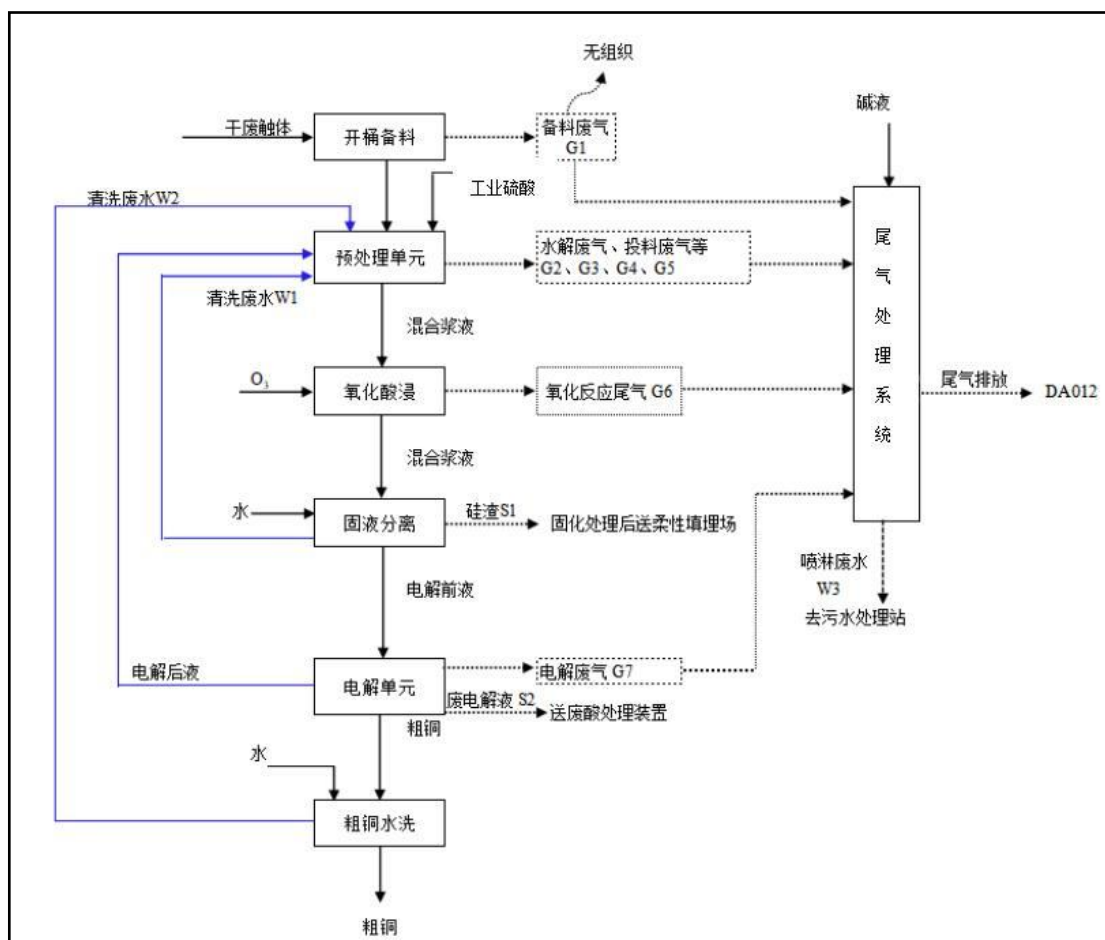 无组织
碱液
干废触体
开桶备料
备料废气
G1
清洗废水W2
工业硫酸
预处理单元
水解废气、投料废气等
G2、G3、G4、G5
尾气处理系统
清洗废水W1
混合浆液
O₃
氧化酸浸
氧化反应尾气 G6
尾气排放
DA012
混合浆液
水
固液分离
硅渣S1
固化处理后送柔性填埋场
喷淋废水
W3
去污水处理站
电解前液
电解后液
电解单元
电解废气 G7
废电解液 S2
送废酸处理装置
粗铜
水
粗铜水洗
粗铜